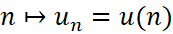 n ↦ uₙ = u(n)